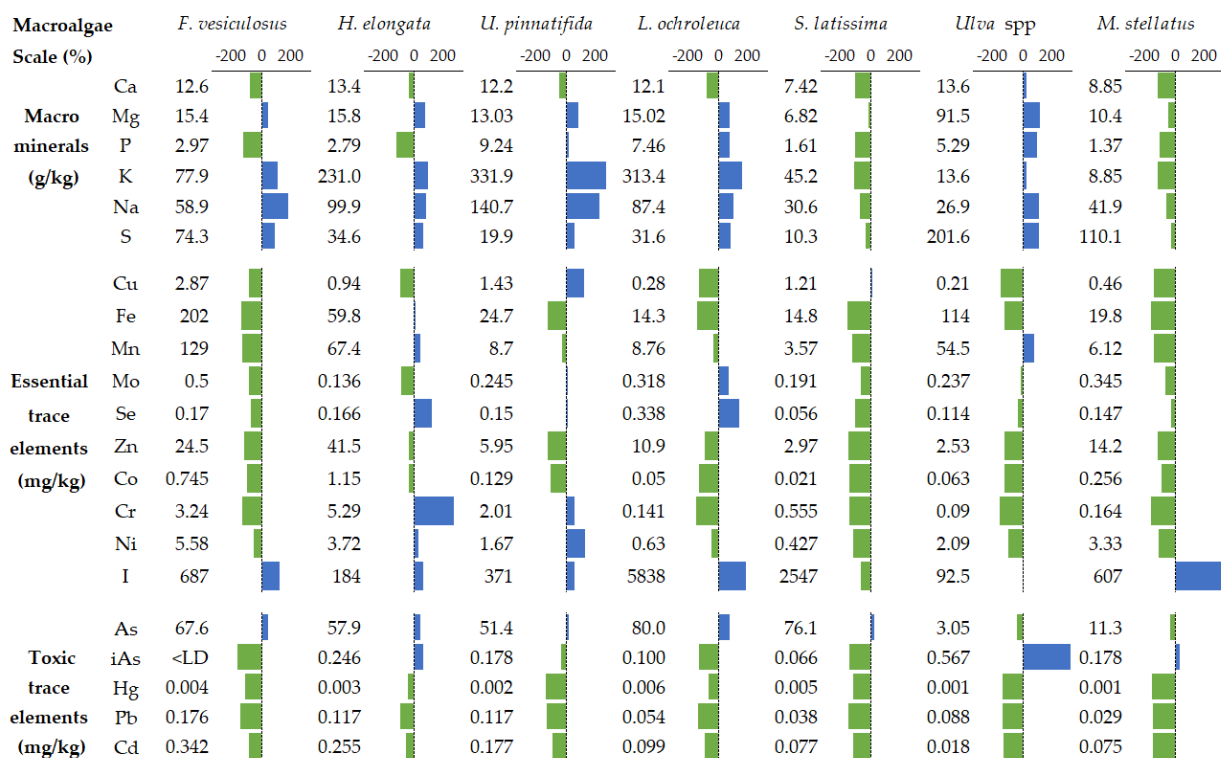 Macroalgae F. vesiculosus H. elongata U. pinnatifida L. ochroleuca S. latissima Ulva spp M. stellatus
Scale (%) -200 0 200 -200 0 200 -200 0 200 -200 0 200 -200 0 200 -200 0 200 -200 0 200
Ca 12.6 13.4 12.2 12.1 7.42 13.6 8.85
Macro Mg 15.4 15.8 13.03 15.02 6.82 91.5 10.4
minerals P 2.97 2.79 9.24 7.46 1.61 5.29 1.37
(g/kg) K 77.9 231.0 331.9 313.4 45.2 13.6 8.85
Na 58.9 99.9 140.7 87.4 30.6 26.9 41.9
S 74.3 34.6 19.9 31.6 10.3 201.6 110.1
Cu 2.87 0.94 1.43 0.28 1.21 0.21 0.46
Fe 202 59.8 24.7 14.3 14.8 114 19.8
Mn 129 67.4 8.7 8.76 3.57 54.5 6.12
Essential Mo 0.5 0.136 0.245 0.318 0.191 0.237 0.345
trace Se 0.17 0.166 0.15 0.338 0.056 0.114 0.147
elements Zn 24.5 41.5 5.95 10.9 2.97 2.53 14.2
(mg/kg) Co 0.745 1.15 0.129 0.05 0.021 0.063 0.256
Cr 3.24 5.29 2.01 0.141 0.555 0.09 0.164
Ni 5.58 3.72 1.67 0.63 0.427 2.09 3.33
I 687 184 371 5838 2547 92.5 607
As 67.6 57.9 51.4 80.0 76.1 3.05 11.3
Toxic iAs <LD 0.246 0.178 0.100 0.066 0.567 0.178
trace Hg 0.004 0.003 0.002 0.006 0.005 0.001 0.001
elements Pb 0.176 0.117 0.117 0.054 0.038 0.088 0.029
(mg/kg) Cd 0.342 0.255 0.177 0.099 0.077 0.018 0.075